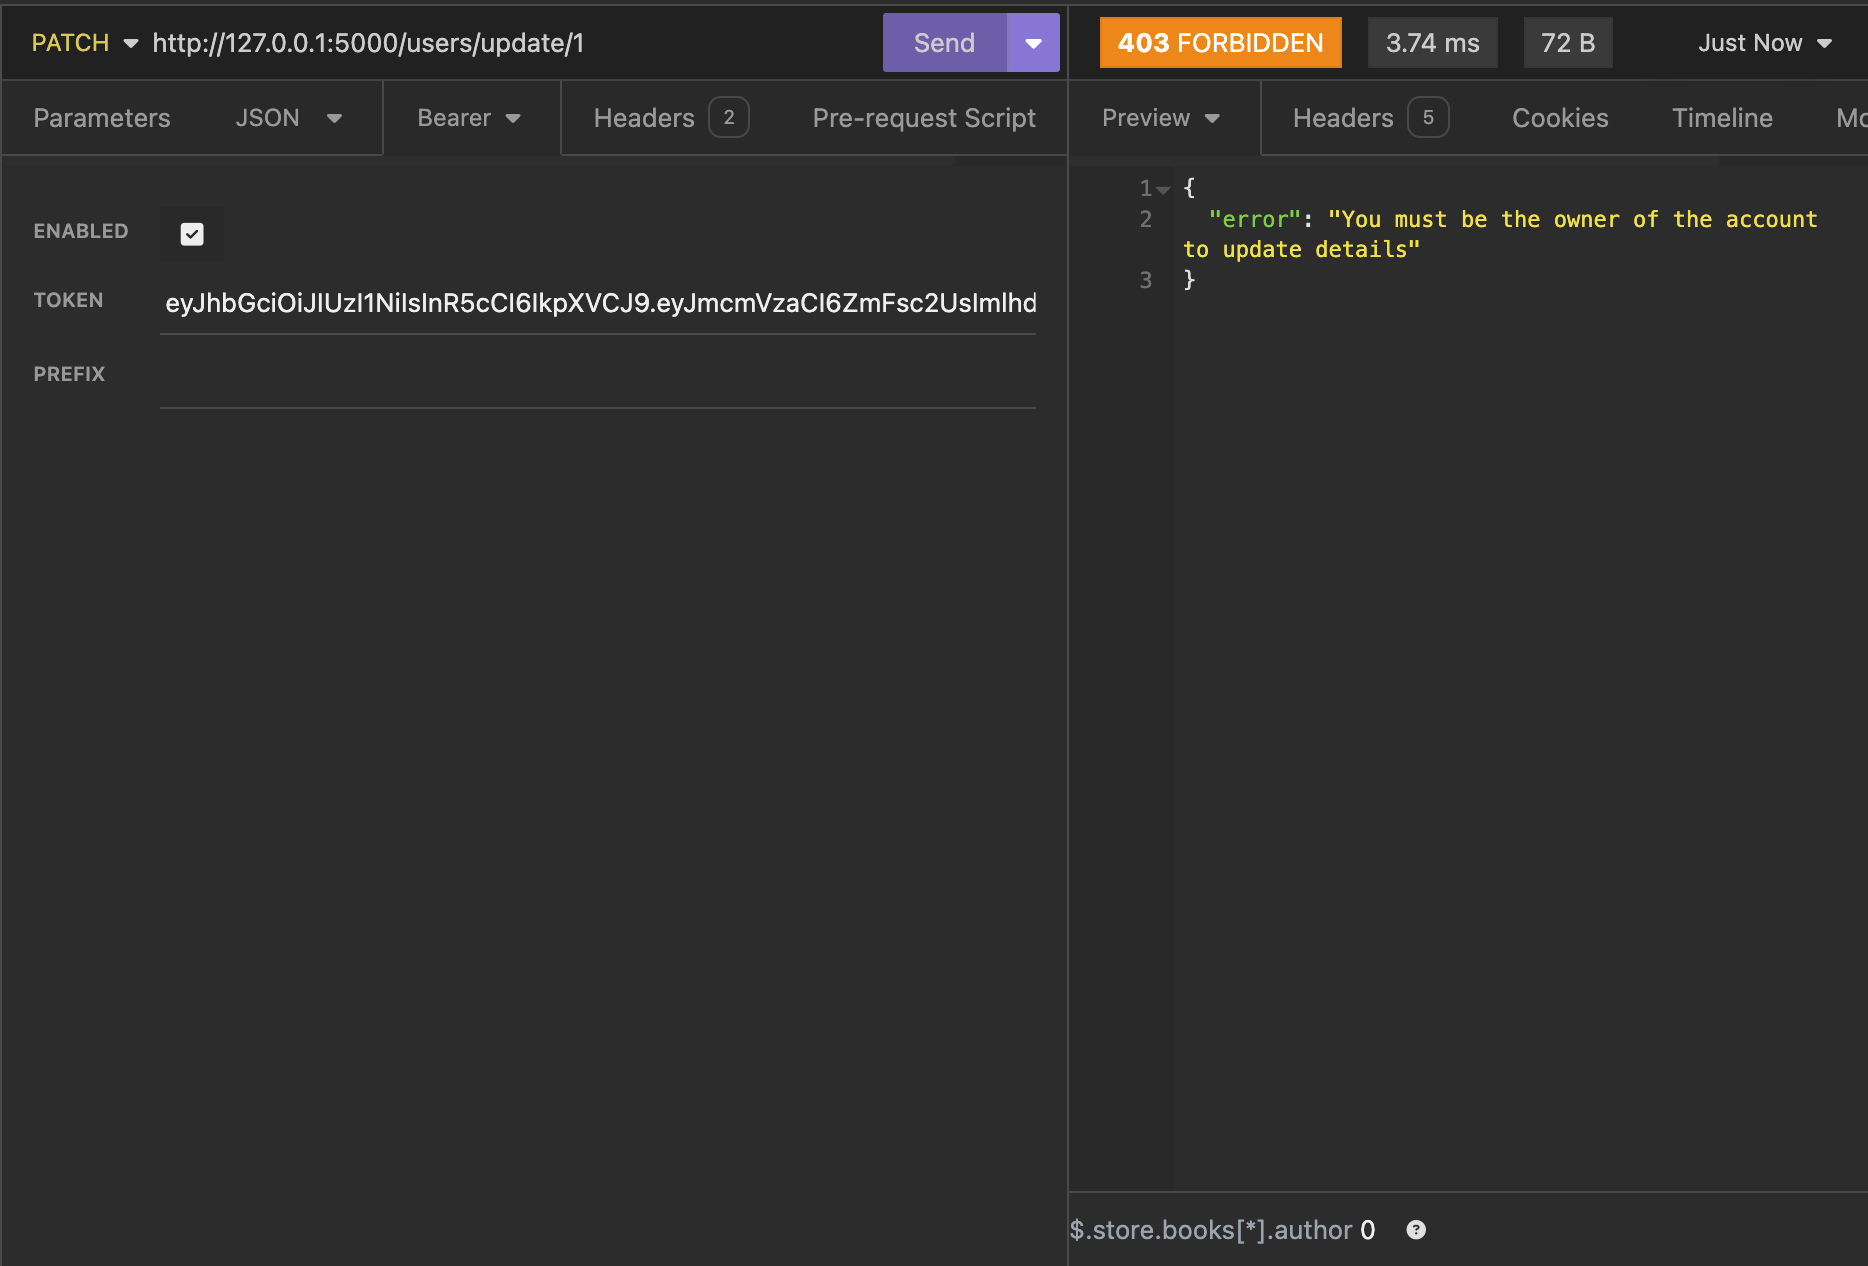 PATCH http://127.0.0.1:5000/users/update/1 Send
403 FORBIDDEN 3.74 ms 72 B Just Now
Parameters JSON Bearer Headers 2 Pre-request Script
Preview Headers 5 Cookies Timeline Mo
ENABLED
TOKEN eyJhbGciOiJIUzI1NiIsInR5cCI6IkpXVCJ9.eyJmcmVzaCI6ZmFsc2UsImlhd
PREFIX
1 {
2 "error": "You must be the owner of the account
to update details"
3 }
$.store.books[*].author 0 ?